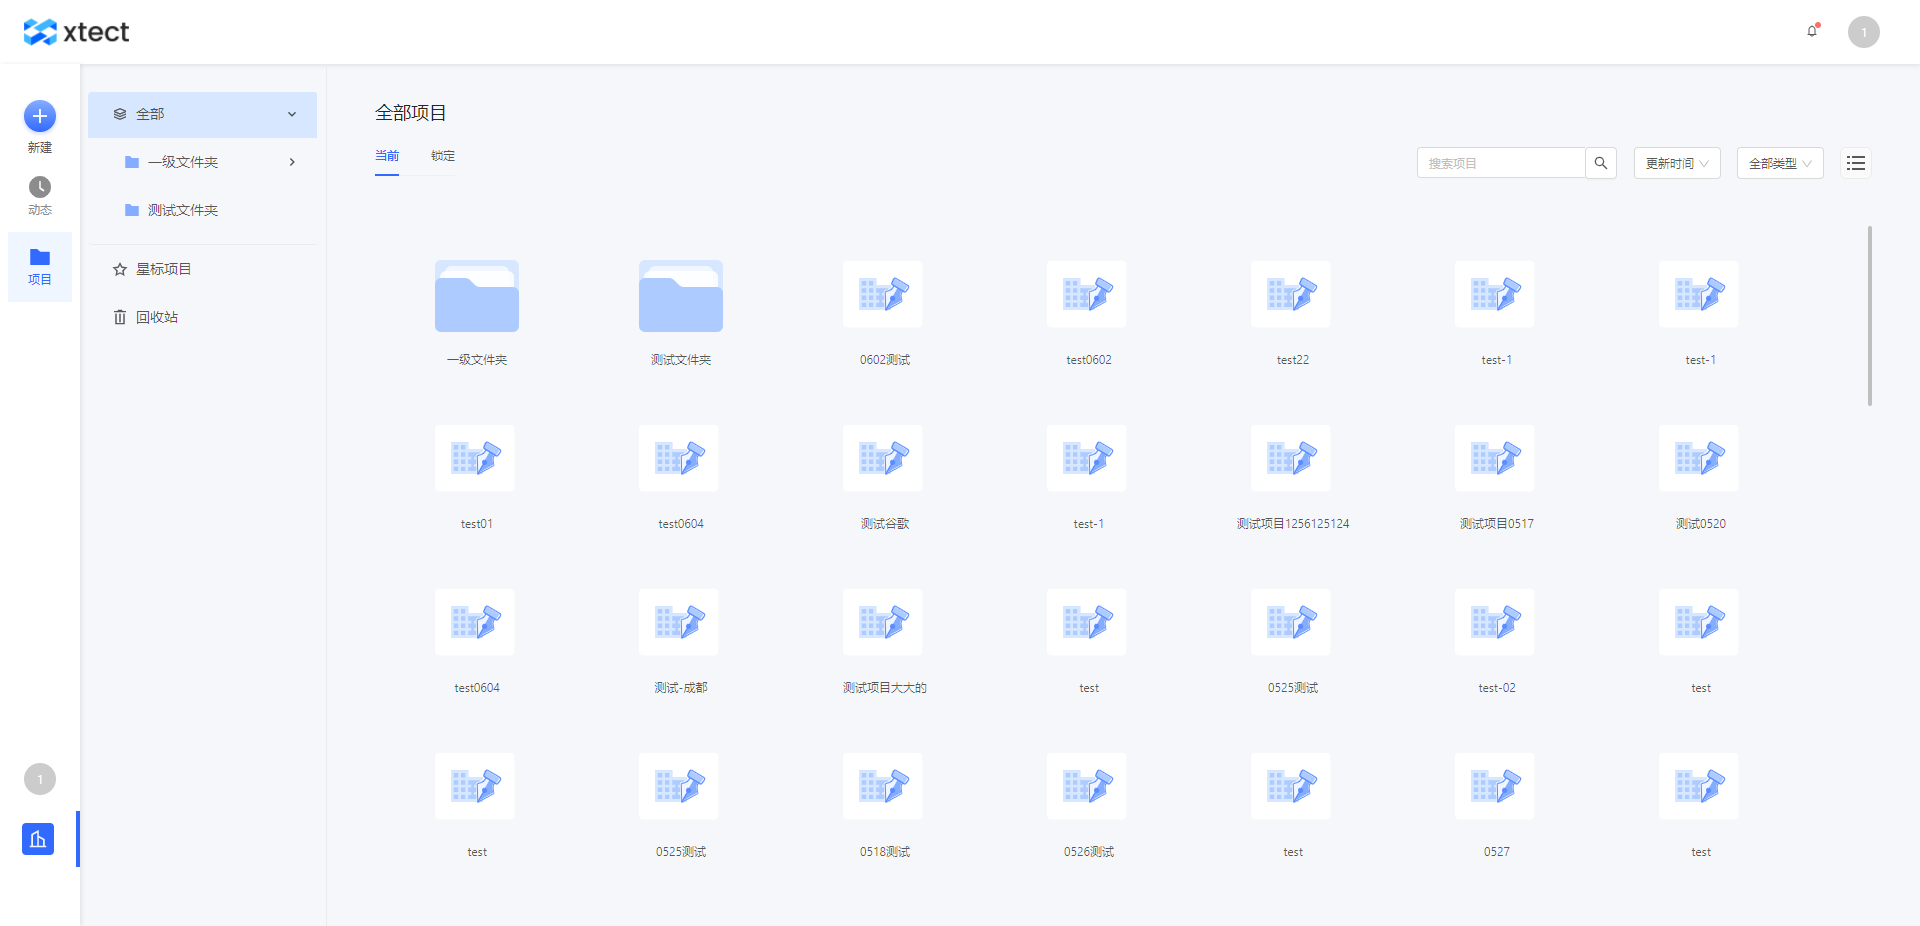 xtect
1
新建
动态
项目
1
全部
一级文件夹
测试文件夹
星标项目
回收站
全部项目
当前 锁定
搜索项目 更新时间 全部类型
一级文件夹 测试文件夹 0602测试 test0602 test22 test-1 test-1
test01 test0604 测试谷歌 test-1 测试项目1256125124 测试项目0517 测试0520
test0604 测试-成都 测试项目大大的 test 0525测试 test-02 test
test 0525测试 0518测试 0526测试 test 0527 test